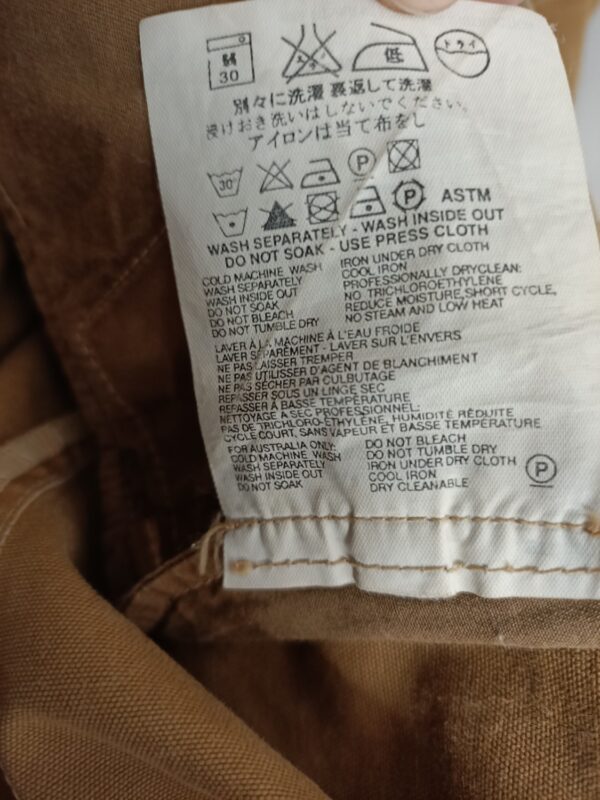 弱
30
低
ドライ
別々に洗濯 裏返して洗濯
浸けおき洗いはしないでください。
アイロンは当て布をし
30°
P
P ASTM
WASH SEPARATELY - WASH INSIDE OUT
DO NOT SOAK - USE PRESS CLOTH
COLD MACHINE WASH
WASH SEPARATELY
WASH INSIDE OUT
DO NOT SOAK
DO NOT BLEACH
DO NOT TUMBLE DRY
IRON UNDER DRY CLOTH
COOL IRON
PROFESSIONALLY DRYCLEAN:
NO TRICHLOROETHYLENE
REDUCE MOISTURE, SHORT CYCLE,
NO STEAM AND LOW HEAT
LAVER À LA MACHINE À L'EAU FROIDE
LAVER SÉPARÉMENT - LAVER SUR L'ENVERS
NE PAS LAISSER TREMPER
NE PAS UTILISER D'AGENT DE BLANCHIMENT
NE PAS SÉCHER PAR CULBUTAGE
REPASSER SOUS UN LINGE SEC
REPASSER À BASSE TEMPÉRATURE
NETTOYAGE A SEC PROFESSIONNEL:
PAS DE TRICHLORO-ÉTHYLÈNE, HUMIDITÉ RÉDUITE
CYCLE COURT, SANS VAPEUR ET BASSE TEMPÉRATURE
FOR AUSTRALIA ONLY:
COLD MACHINE WASH
WASH SEPARATELY
WASH INSIDE OUT
DO NOT SOAK
DO NOT BLEACH
DO NOT TUMBLE DRY
IRON UNDER DRY CLOTH
COOL IRON
DRY CLEANABLE
P